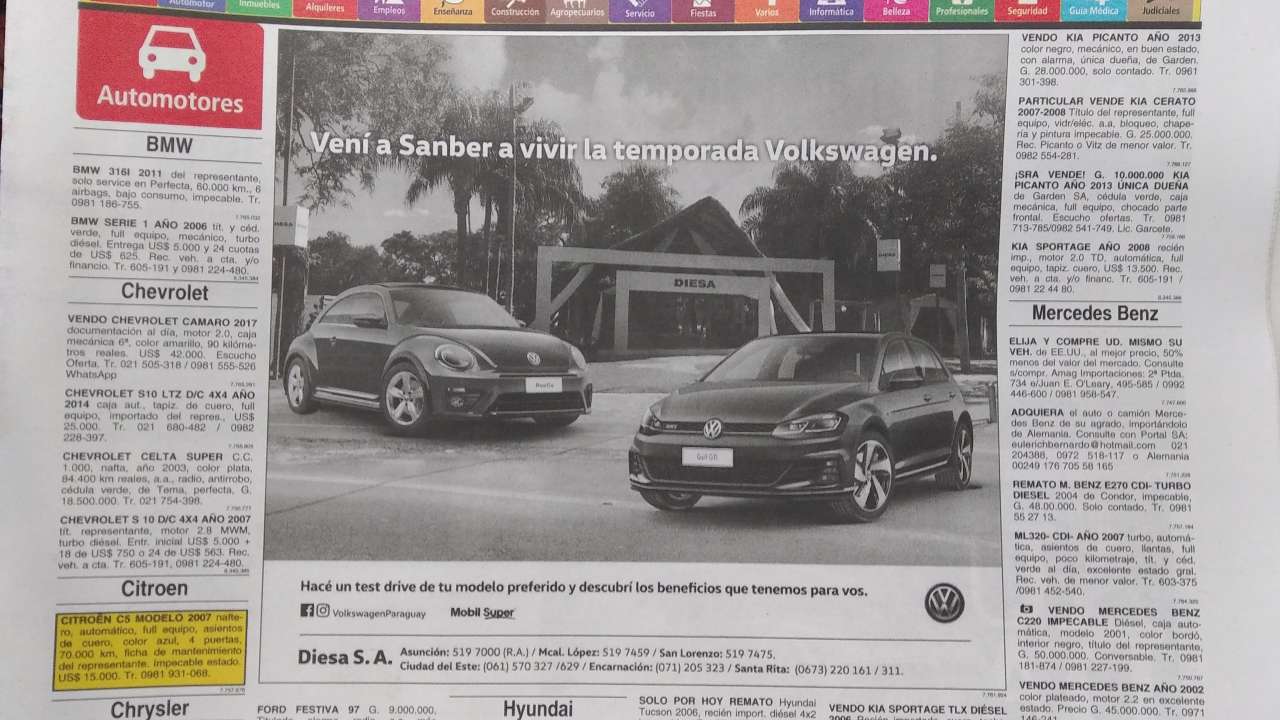 Automotor
Inmuebles
Alquileres
Empleos
Enseñanza
Construcción
Agropecuarios
Servicio
Fiestas
Varios
Informática
Belleza
Profesionales
Seguridad
Guía Médica
Judiciales
Automotores
BMW
BMW 316I 2011 del representante,
solo service en Perfecta, 60.000 km., 6
airbags, bajo consumo, impecable. Tr.
0981 186-755.
BMW SERIE 1 AÑO 2006 tít. y céd.
verde, full equipo, mecánico, turbo
diésel. Entrega US$ 5.000 y 24 cuotas
de US$ 625. Rec. veh. a cta. y/o
financio. Tr. 605-191 y 0981 224-480.
Chevrolet
VENDO CHEVROLET CAMARO 2017
documentación al día, motor 2.0, caja
mecánica 6ª, color amarillo, 90 kilóme-
tros reales. US$ 42.000. Escucho
Oferta. Tr. 021 505-318 / 0981 555-526
WhatsApp
CHEVROLET S10 LTZ D/C 4X4 AÑO
2014 caja aut., tapiz. de cuero, full
equipo, importado del repres., US$
25.000. Tr. 021 680-482 / 0982
228-397.
CHEVROLET CELTA SUPER C.C.
1.000, nafta, año 2003, color plata,
84.400 km reales, a.a., radio, antirrobo,
cédula verde, de Tema, perfecta, G.
18.500.000. Tr. 021 754-398.
CHEVROLET S 10 D/C 4X4 AÑO 2007
tít. representante, motor 2.8 MWM,
turbo diésel. Entr. inicial US$ 5.000 +
18 de US$ 750 o 24 de US$ 563. Rec.
veh. a cta. Tr. 605-191, 0981 224-480.
Citroen
CITROËN C5 MODELO 2007 nafte-
ro, automático, full equipo, asientos
de cuero, color azul, 4 puertas,
70.000 km, ficha de mantenimiento
del representante. Impecable estado.
US$ 15.000. Tr. 0981 931-068.
Chrysler
Vení a Sanber a vivir la temporada Volkswagen.
DIESA
DIESA
DIESA
Beetle
Golf GTI
Hacé un test drive de tu modelo preferido y descubrí los beneficios que tenemos para vos.
VolkswagenParaguay Mobil Super
Diesa S. A.
Asunción: 519 7000 (R.A.) / Mcal. López: 519 7459 / San Lorenzo: 519 7475.
Ciudad del Este: (061) 570 327 /629 / Encarnación: (071) 205 323 / Santa Rita: (0673) 220 161 / 311.
FORD FESTIVA 97 G. 9.000.000,
Hyundai
SOLO POR HOY REMATO Hyundai
Tucson 2006, recién import. diésel 4x2
VENDO KIA SPORTAGE TLX DIÉSEL
VENDO KIA PICANTO AÑO 2013
color negro, mecánico, en buen estado,
con alarma, única dueña, de Garden.
G. 28.000.000, solo contado. Tr. 0961
301-398.
PARTICULAR VENDE KIA CERATO
2007-2008 Título del representante, full
equipo, vidr/eléc. a.a, bloqueo, chape-
ría y pintura impecable. G. 25.000.000.
Rec. Picanto o Vitz de menor valor. Tr.
0982 554-281.
¡SRA VENDE! G. 10.000.000 KIA
PICANTO AÑO 2013 ÚNICA DUEÑA
de Garden SA, cédula verde, caja
mecánica, full equipo, chocado parte
frontal. Escucho ofertas. Tr. 0981
713-785/0982 541-749. Lic. Garcete.
KIA SPORTAGE AÑO 2008 recién
imp., motor 2.0 TD, automática, full
equipo, tapiz. cuero, US$ 13.500. Rec.
veh. a cta. y/o financ. Tr. 605-191 /
0981 22 44 80.
Mercedes Benz
ELIJA Y COMPRE UD. MISMO SU
VEH. de EE.UU., al mejor precio, 50%
menos del valor del mercado. Consulte
s/compr. Amag Importaciones: 2ª Ptda.
734 e/Juan E. O'Leary, 495-585 / 0992
446-600 / 0981 958-547.
ADQUIERA el auto o camión Merce-
des Benz de su agrado, importándolo
de Alemania. Consulte con Portal SA:
eulerichbernardo@hotmail.com 021
204388, 0972 518-117 o Alemania
00249 176 705 58 165
REMATO M. BENZ E270 CDI- TURBO
DIESEL 2004 de Condor, impecable,
G. 48.00.000. Solo contado. Tr. 0981
55 27 13.
ML320- CDI- AÑO 2007 turbo, automá-
tica, asientos de cuero, llantas, full
equipo, poco kilometraje, tít. y céd.
verde al día, excelente estado gral.
Rec. veh. de menor valor. Tr. 603-375
/0981 452-540.
VENDO MERCEDES BENZ
C220 IMPECABLE Diésel, caja auto-
mática, modelo 2001, color bordó,
interior negro, título del representante,
G. 50.000.000. Conversable. Tr. 0981
181-874 / 0981 227-199.
VENDO MERCEDES BENZ AÑO 2002
color plateado, motor 2.2 en excelente
estado. Precio G. 45.000.000. Tr. 0971